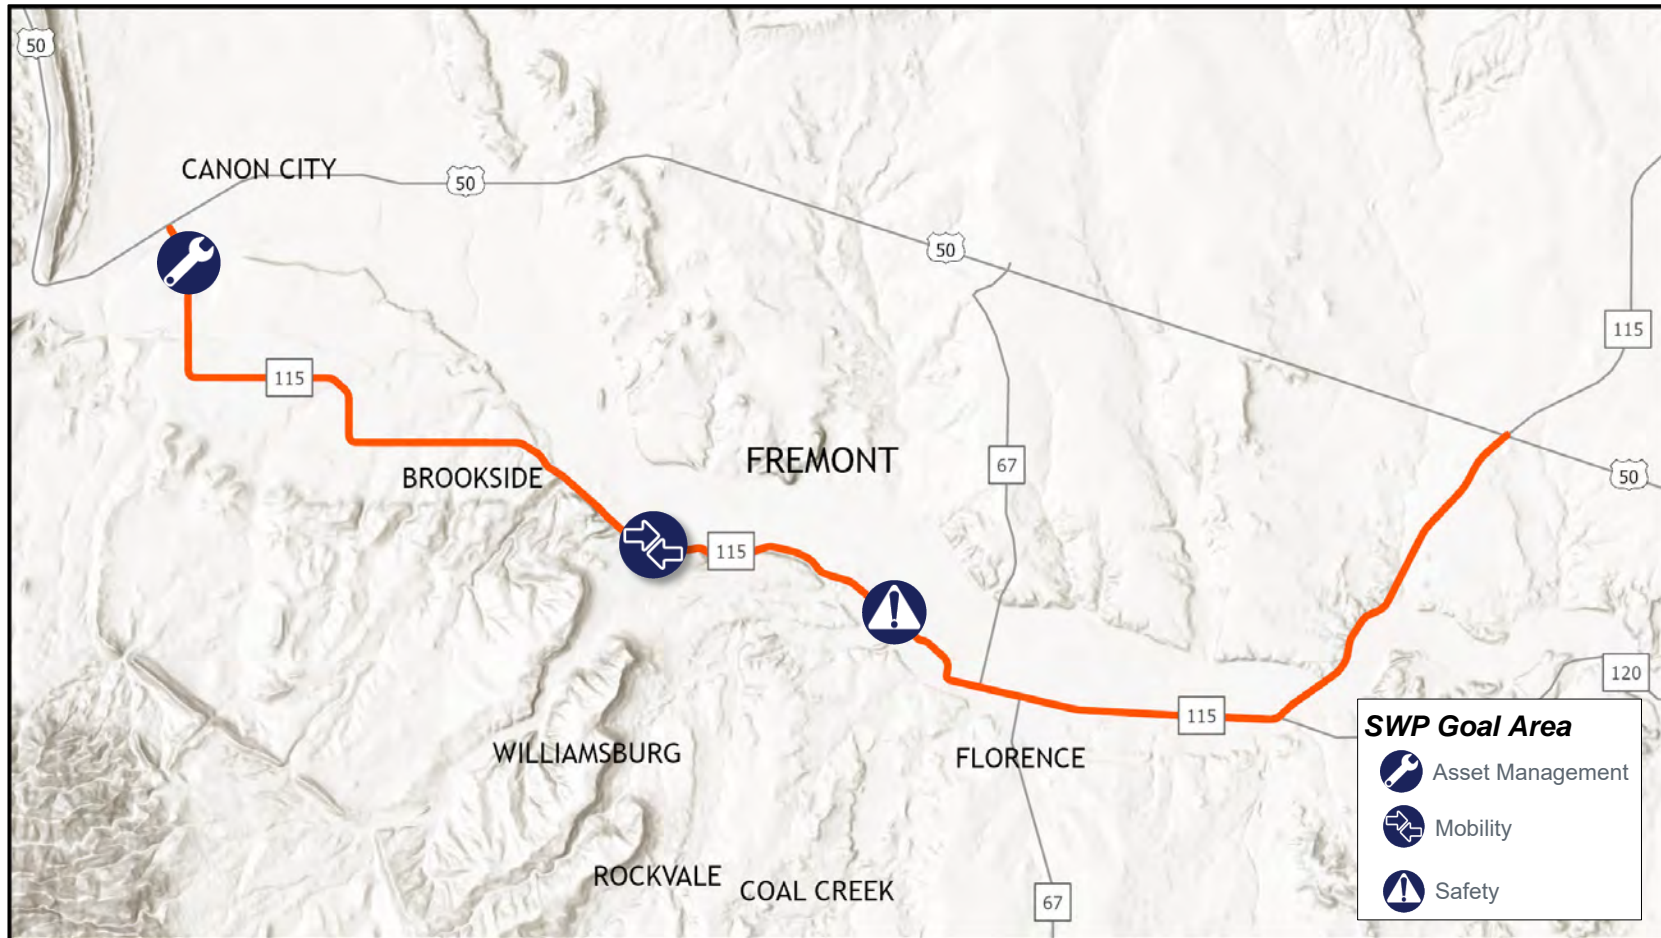 50
CANON CITY
50
50
115
115
BROOKSIDE
FREMONT
67
50
115
120
115
WILLIAMSBURG
FLORENCE
ROCKVALE
COAL CREEK
67
SWP Goal Area
Asset Management
Mobility
Safety